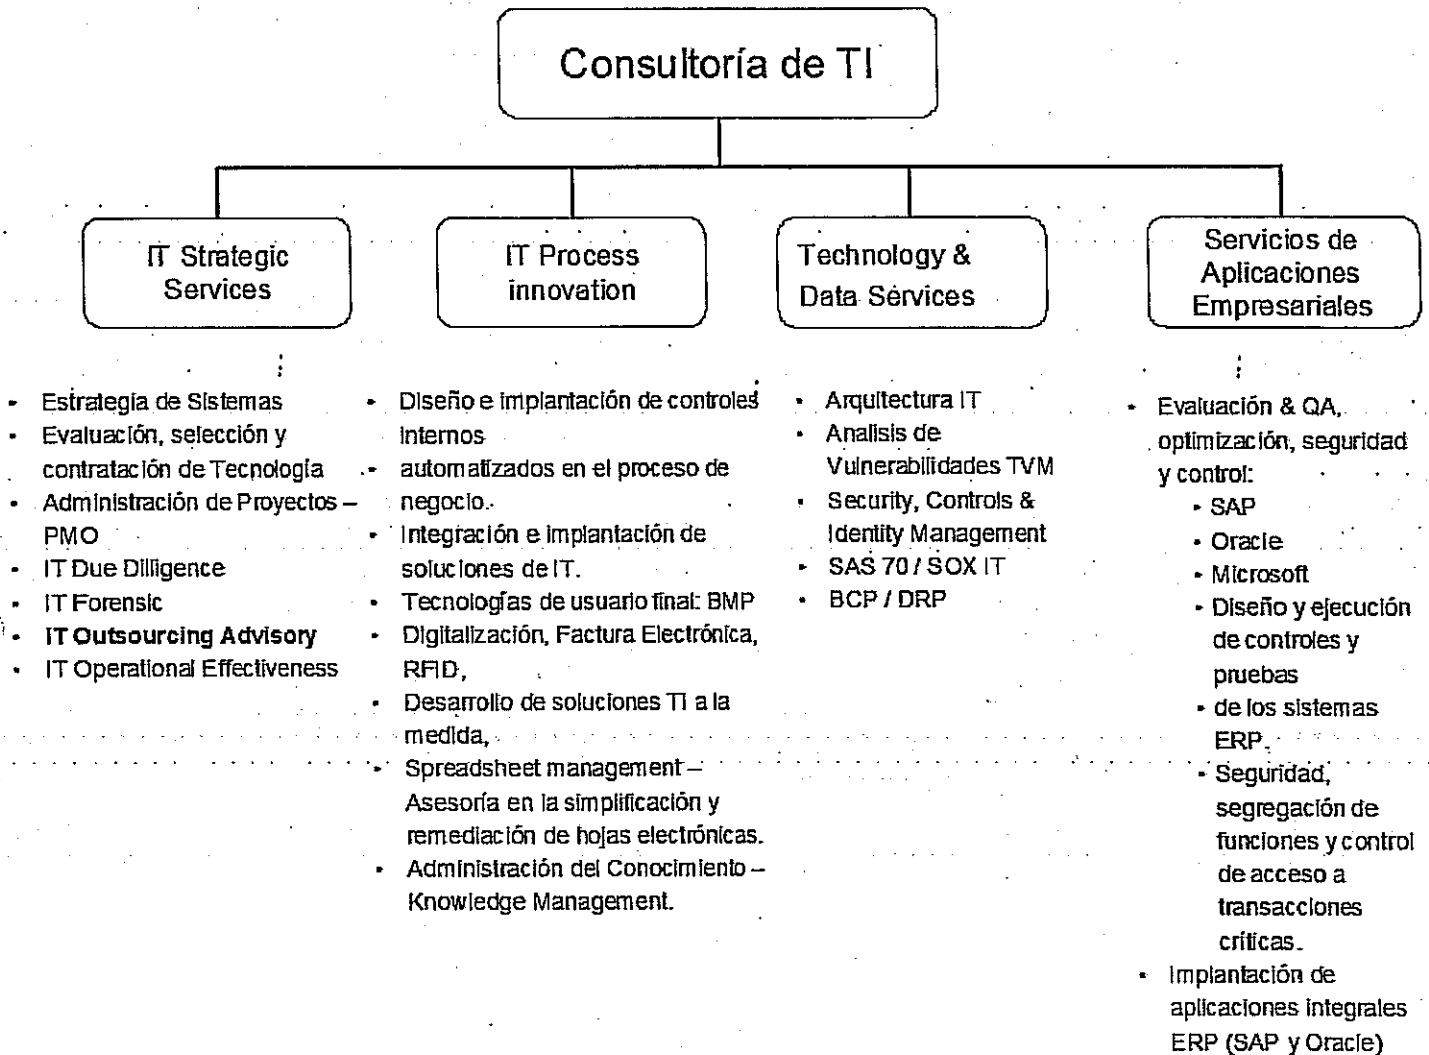 Consultoría de TI
IT Strategic
Services
IT Process
innovation
Technology &
Data Services
Servicios de
Aplicaciones
Empresariales
• Estrategia de Sistemas
• Evaluación, selección y
contratación de Tecnología
• Administración de Proyectos –
PMO
• IT Due Dilligence
• IT Forensic
• IT Outsourcing Advisory
• IT Operational Effectiveness
• Diseño e implantación de controles
internos
• automatizados en el proceso de
negocio.
• Integración e implantación de
soluciones de IT.
• Tecnologías de usuario final: BMP
• Digitalización, Factura Electrónica,
RFID,
• Desarrollo de soluciones TI a la
medida,
• Spreadsheet management –
Asesoría en la simplificación y
remediación de hojas electrónicas.
• Administración del Conocimiento –
Knowledge Management.
• Arquitectura IT
• Analisis de
Vulnerabilidades TVM
• Security, Controls &
Identity Management
• SAS 70 / SOX IT
• BCP / DRP
• Evaluación & QA,
optimización, seguridad
y control:
• SAP
• Oracle
• Microsoft
• Diseño y ejecución
de controles y
pruebas
• de los sistemas
ERP.
• Seguridad,
segregación de
funciones y control
de acceso a
transacciones
críticas.
• Implantación de
aplicaciones integrales
ERP (SAP y Oracle)